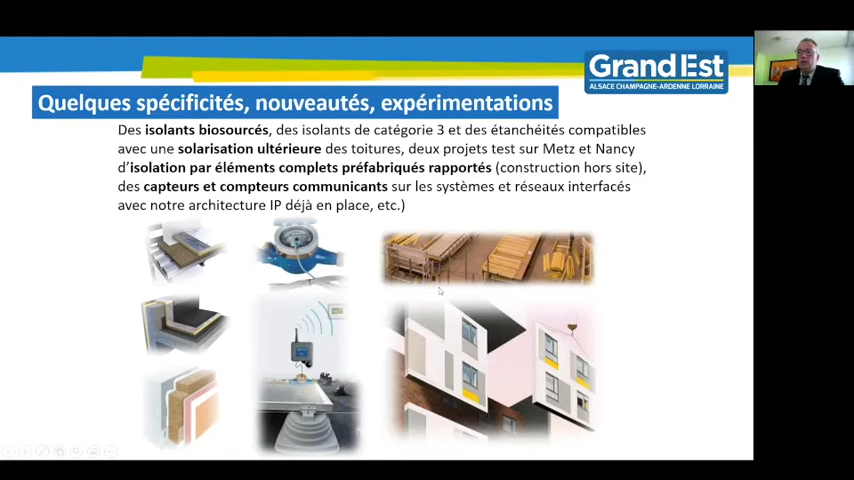 Grand Est
ALSACE CHAMPAGNE-ARDENNE LORRAINE
Quelques spécificités, nouveautés, expérimentations
Des isolants biosourcés, des isolants de catégorie 3 et des étanchéités compatibles
avec une solarisation ultérieure des toitures, deux projets test sur Metz et Nancy
d'isolation par éléments complets préfabriqués rapportés (construction hors site),
des capteurs et compteurs communicants sur les systèmes et réseaux interfacés
avec notre architecture IP déjà en place, etc.)